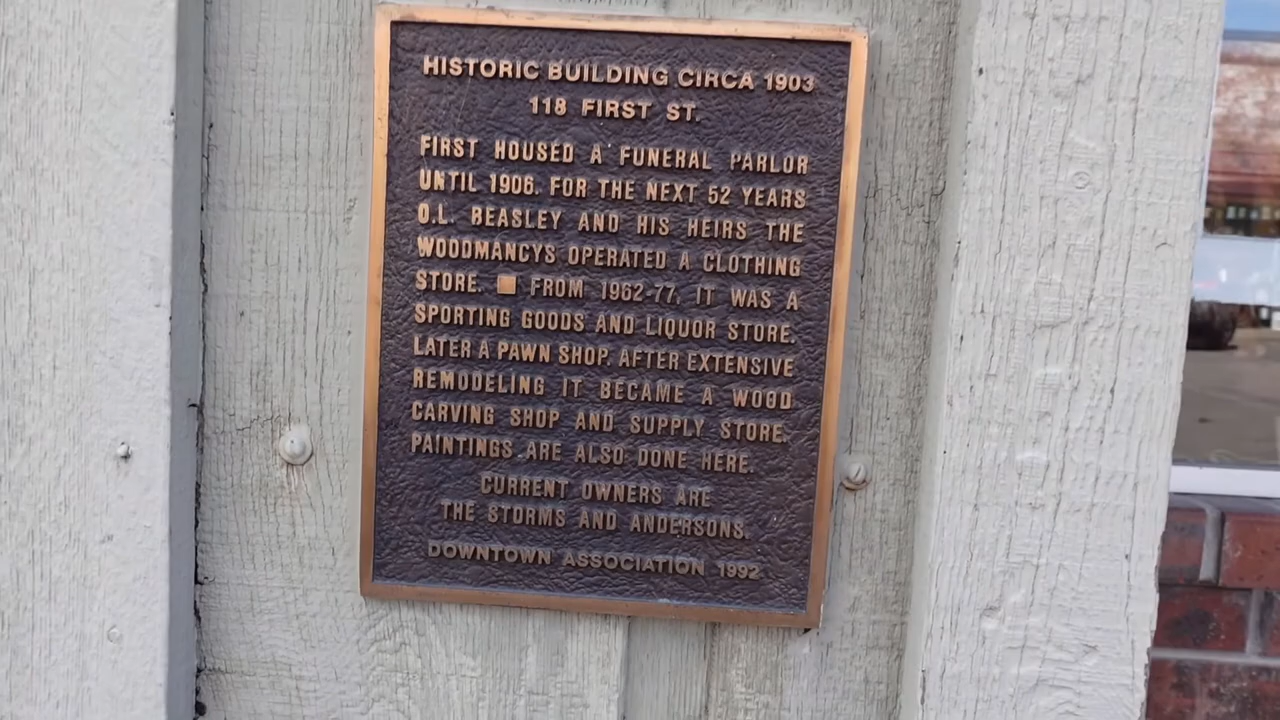 HISTORIC BUILDING CIRCA 1903
118 FIRST ST.
FIRST HOUSED A FUNERAL PARLOR
UNTIL 1906. FOR THE NEXT 52 YEARS
O.L. BEASLEY AND HIS HEIRS THE
WOODMANCYS OPERATED A CLOTHING
STORE. ■ FROM 1962-77, IT WAS A
SPORTING GOODS AND LIQUOR STORE.
LATER A PAWN SHOP. AFTER EXTENSIVE
REMODELING IT BECAME A WOOD
CARVING SHOP AND SUPPLY STORE.
PAINTINGS ARE ALSO DONE HERE.
CURRENT OWNERS ARE
THE STORMS AND ANDERSONS.
DOWNTOWN ASSOCIATION 1992